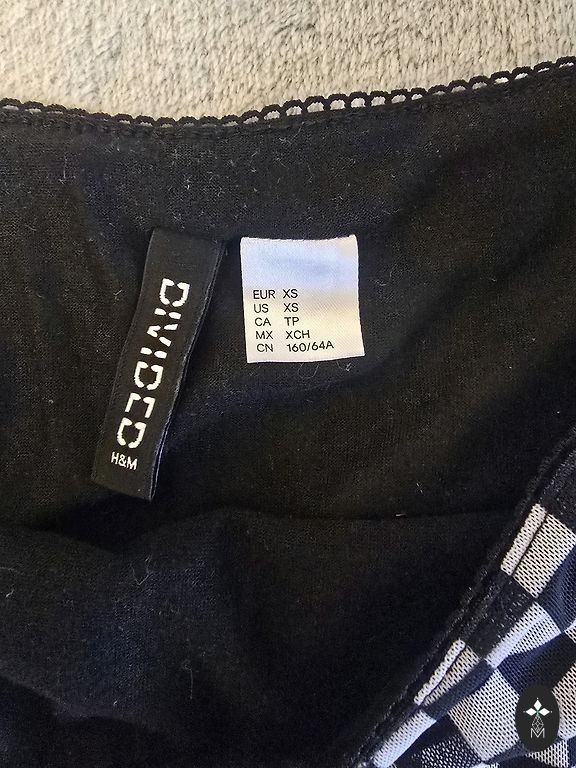 DIVIDED
H&M
EUR XS
US XS
CA TP
MX XCH
CN 160/64A
M